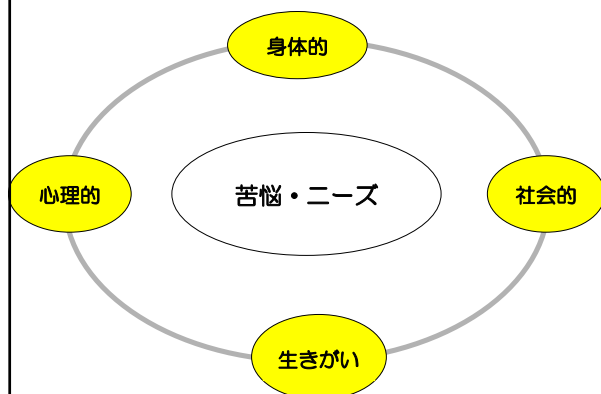 身体的
心理的
苦悩・ニーズ
社会的
生きがい